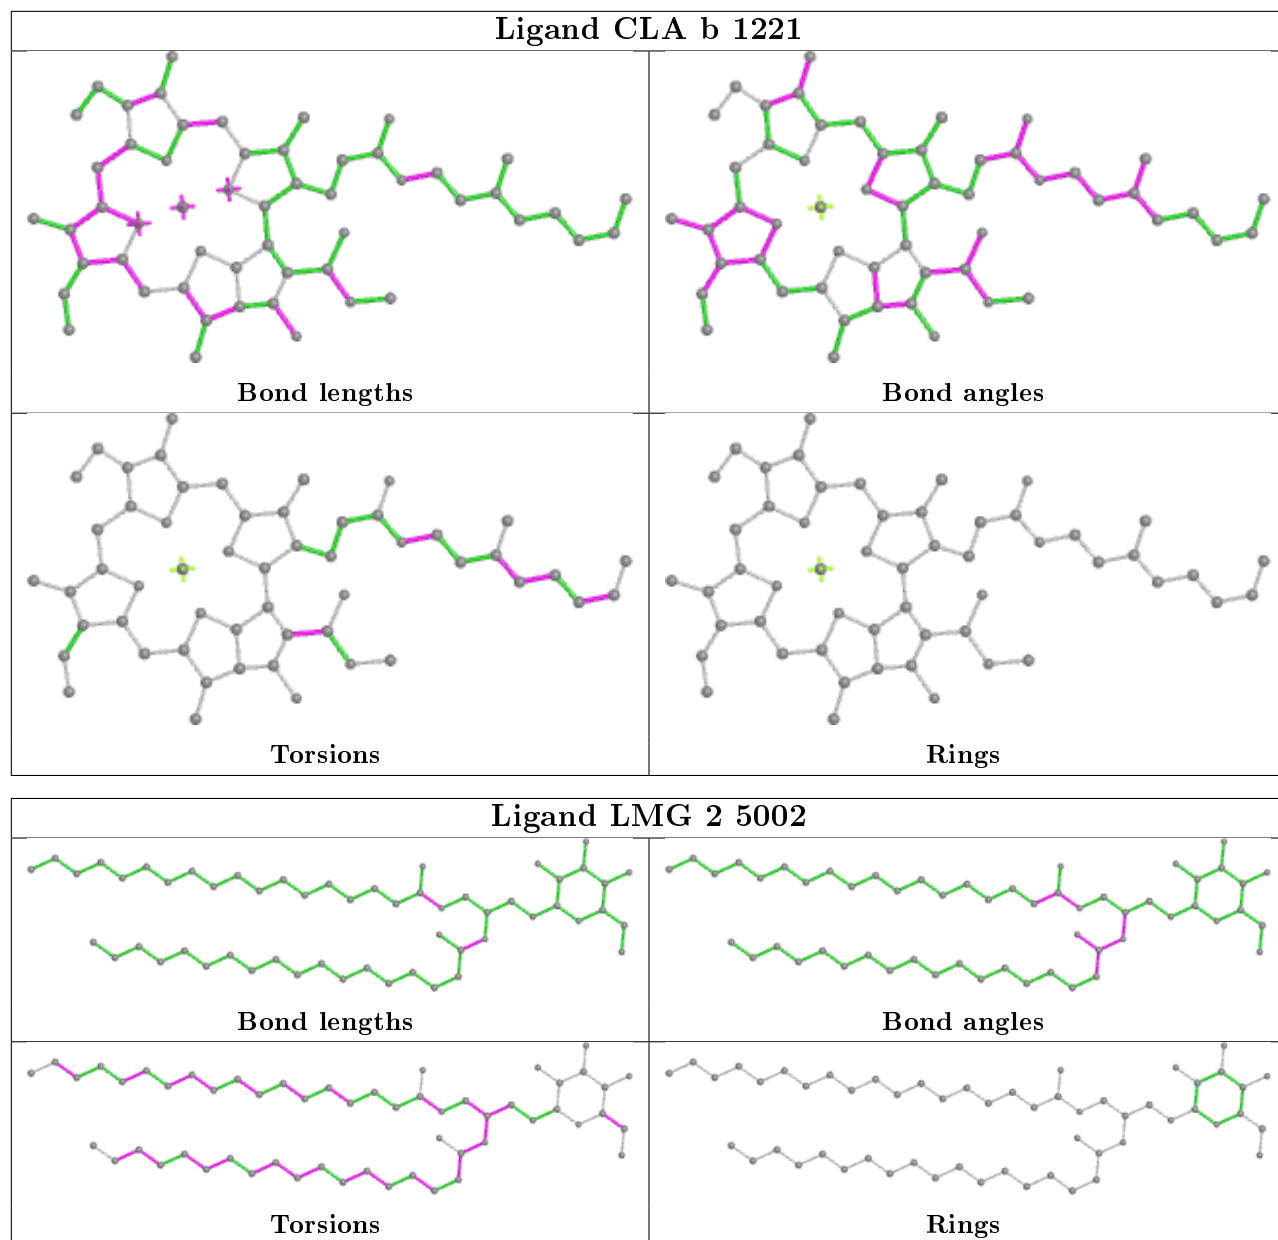 Ligand CLA b 1221
Bond lengths
Bond angles
Torsions
Rings
Ligand LMG 2 5002
Bond lengths
Bond angles
Torsions
Rings